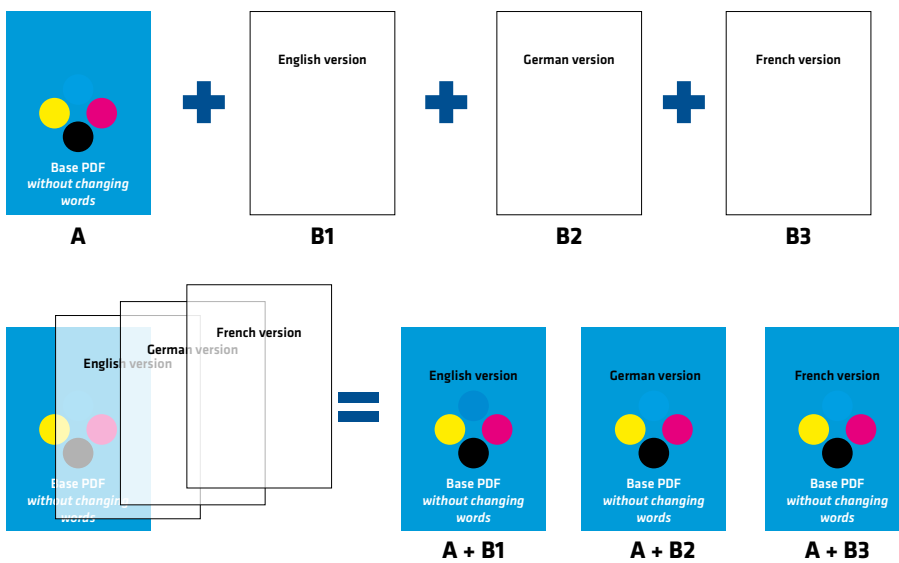 English version
German version
French version
Base PDF
without changing
words
A
B1
B2
B3
French version
German version
English version
Base PDF
without changing
words
English version
German version
French version
Base PDF
without changing
words
Base PDF
without changing
words
Base PDF
without changing
words
A + B1
A + B2
A + B3